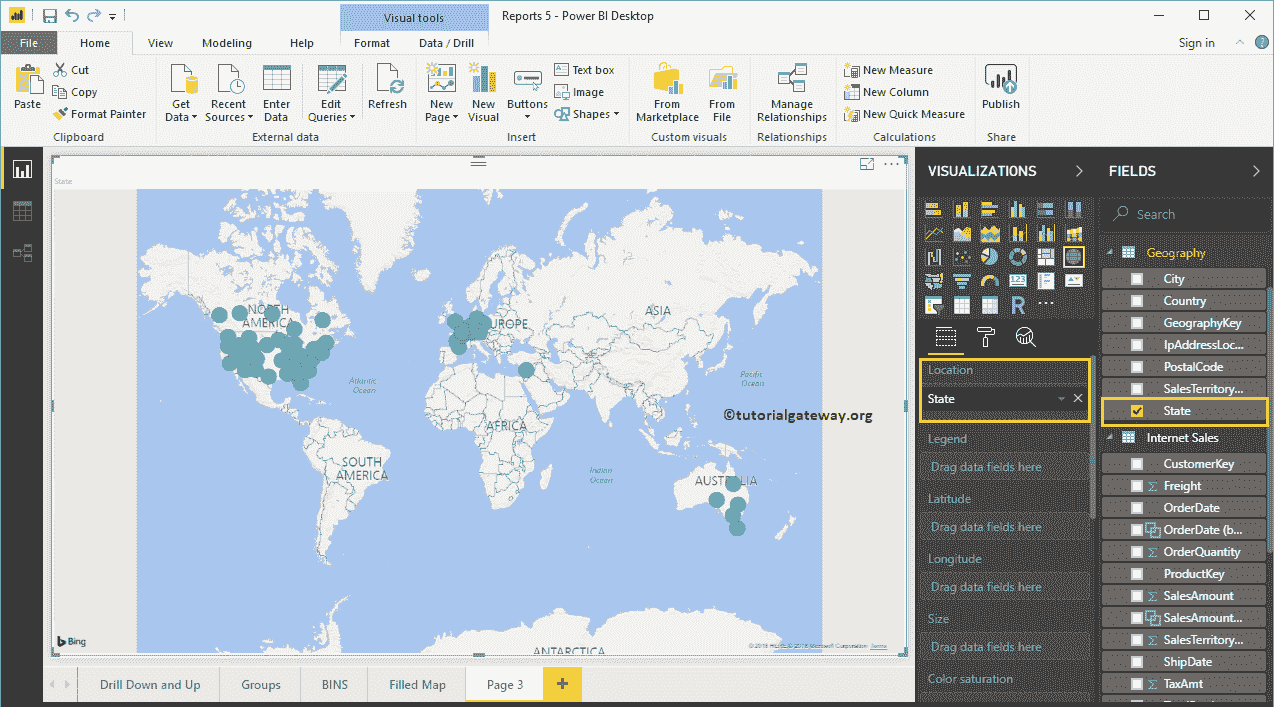 Visual tools
Reports 5 - Power BI Desktop
File
Home
View
Modeling
Help
Format
Data / Drill
Sign in
Paste
Cut
Copy
Format Painter
Clipboard
Get Data
Recent Sources
Enter Data
Edit Queries
External data
Refresh
New Page
New Visual
Buttons
Text box
Image
Shapes
Insert
From Marketplace
From File
Custom visuals
Manage Relationships
Relationships
New Measure
New Column
New Quick Measure
Calculations
Publish
Share
State
NORTH
AMERICA
Atlantic
Ocean
SOUTH
AMERICA
AFRICA
ASIA
Pacific
Ocean
Indian
Ocean
ANTARCTICA
©tutorialgateway.org
Bing
Terms
Drill Down and Up
Groups
BINS
Filled Map
Page 3
+
VISUALIZATIONS
123
R
Location
State
Legend
Drag data fields here
Latitude
Drag data fields here
Longitude
Drag data fields here
Size
Drag data fields here
Color saturation
FIELDS
Search
Geography
City
Country
GeographyKey
IpAddressLoc...
PostalCode
SalesTerritory...
State
Internet Sales
CustomerKey
Freight
OrderDate
OrderDate (b...
OrderQuantity
ProductKey
SalesAmount
SalesAmount...
SalesTerritory...
ShipDate
TaxAmt